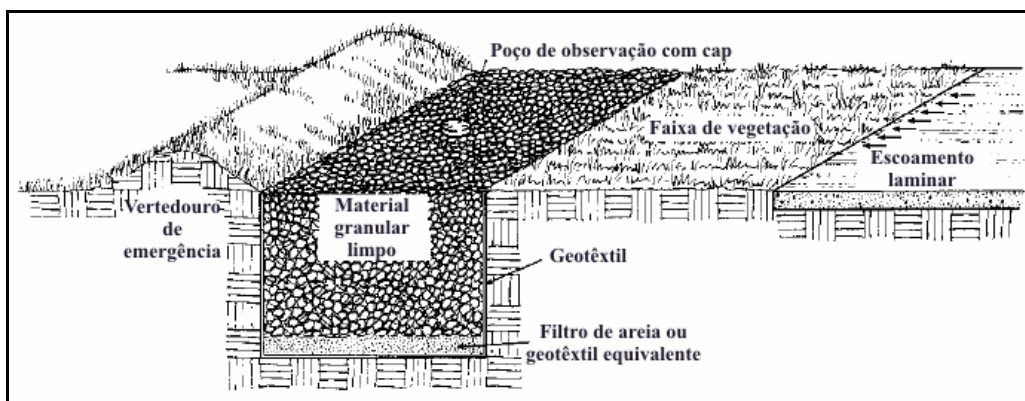 Poço de observação com cap
Faixa de vegetação
Escoamento
laminar
Vertedouro
de
emergência
Material
granular
limpo
Geotêxtil
Filtro de areia ou
geotêxtil equivalente